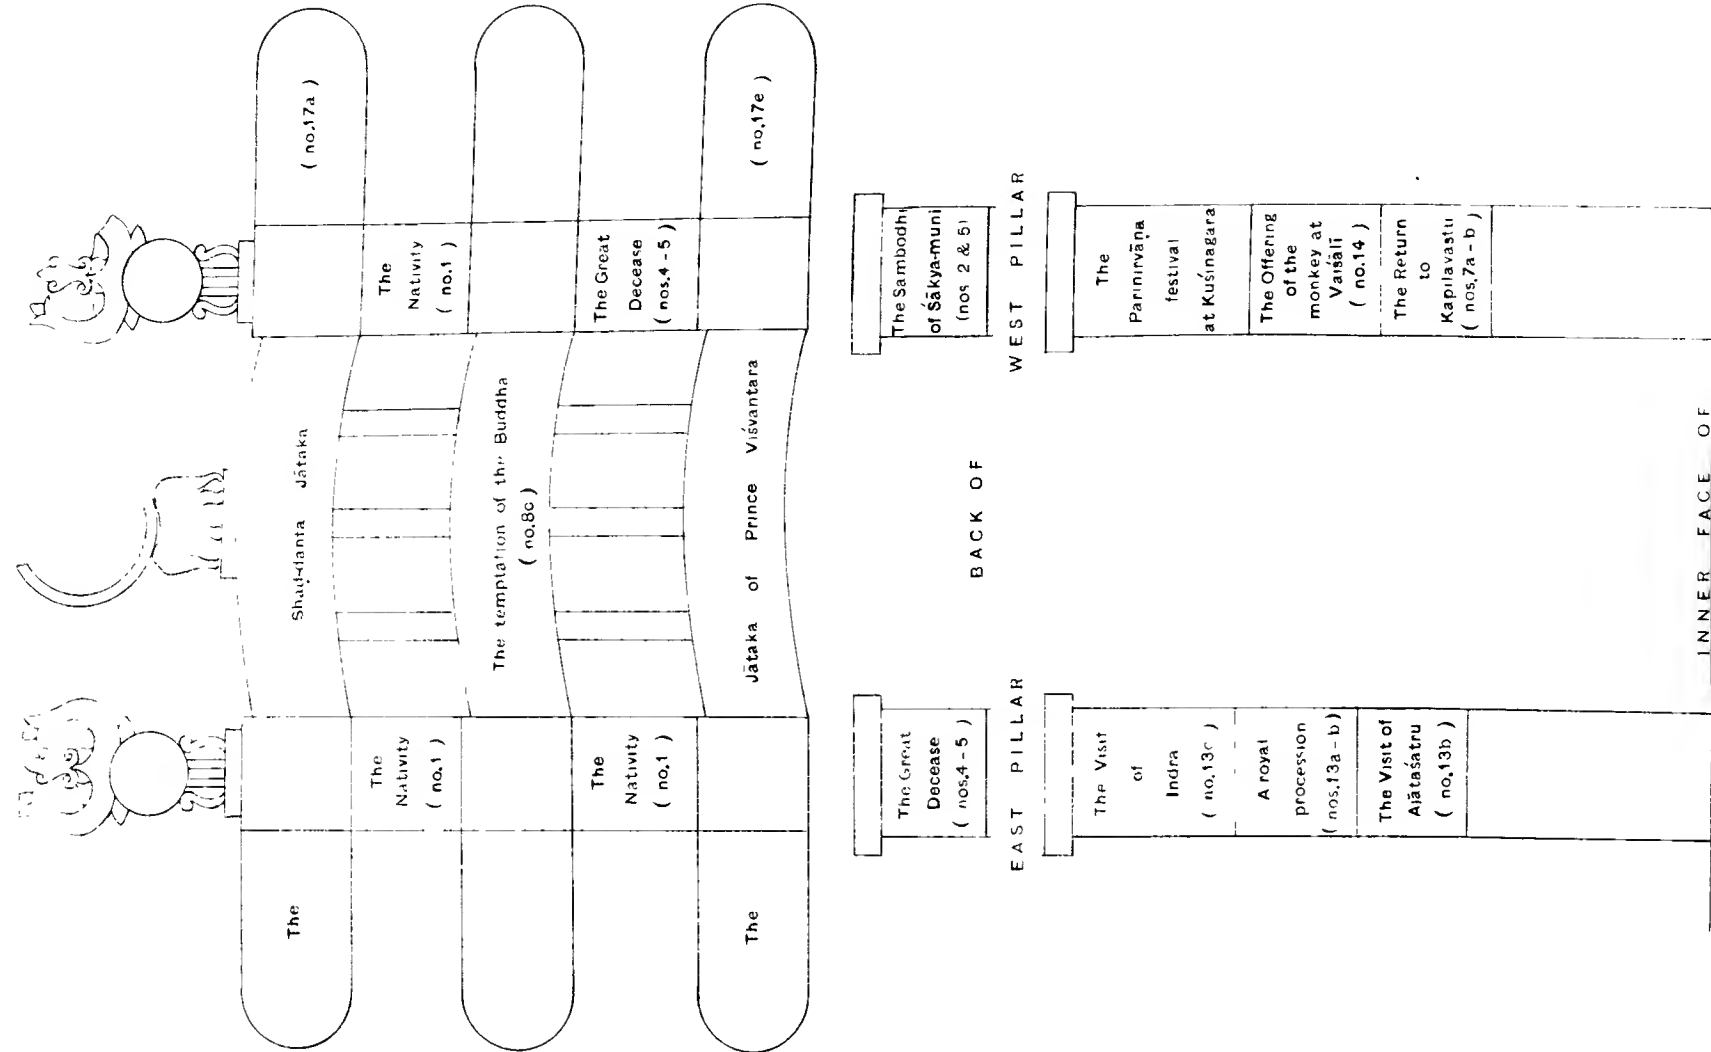 The Shaḍ-danta Jātaka ( no.17a )
The
Nativity
( no.1 )
The
Nativity
( no.1 )
The temptation of the Buddha
( no.8c )
The
Nativity
( no.1 )
The Great
Decease
( nos.4 - 5 )
The Jātaka of Prince Viśvantara ( no.17e )
The Great
Decease
( nos.4 - 5 )
The Sambodhi
of Śākya-muni
(nos 2 & 5)
BACK OF
EAST PILLAR
WEST PILLAR
The Visit
of
Indra
( no.13c )
A royal
procession
( nos.13a - b )
The Visit of
Ajātaśatru
( no.13b )
The
Parinirvāṇa
festival
at Kuśinagara
The Offering
of the
monkey at
Vaiśālī
( no.14 )
The Return
to
Kapilavastu
( nos.7a - b )
INNER FACE OF